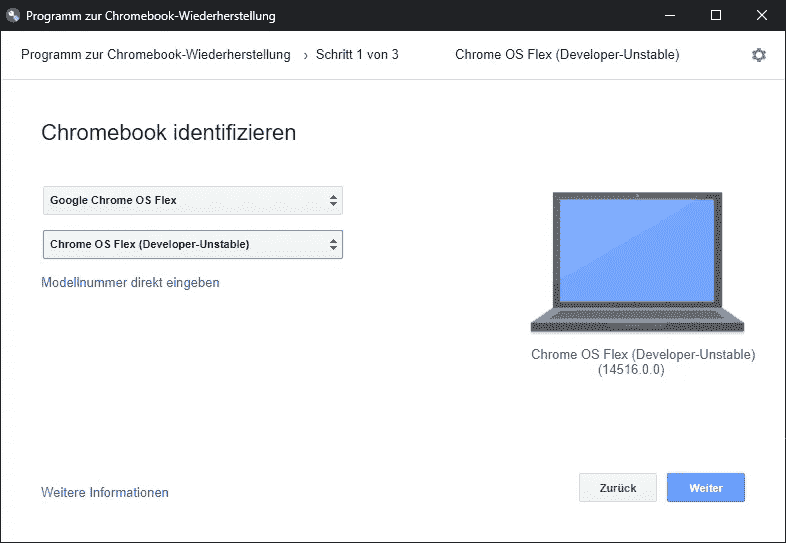 Programm zur Chromebook-Wiederherstellung
Programm zur Chromebook-Wiederherstellung › Schritt 1 von 3 Chrome OS Flex (Developer-Unstable)
Chromebook identifizieren
Google Chrome OS Flex
Chrome OS Flex (Developer-Unstable)
Modellnummer direkt eingeben
Chrome OS Flex (Developer-Unstable)
(14516.0.0)
Weitere Informationen Zurück Weiter